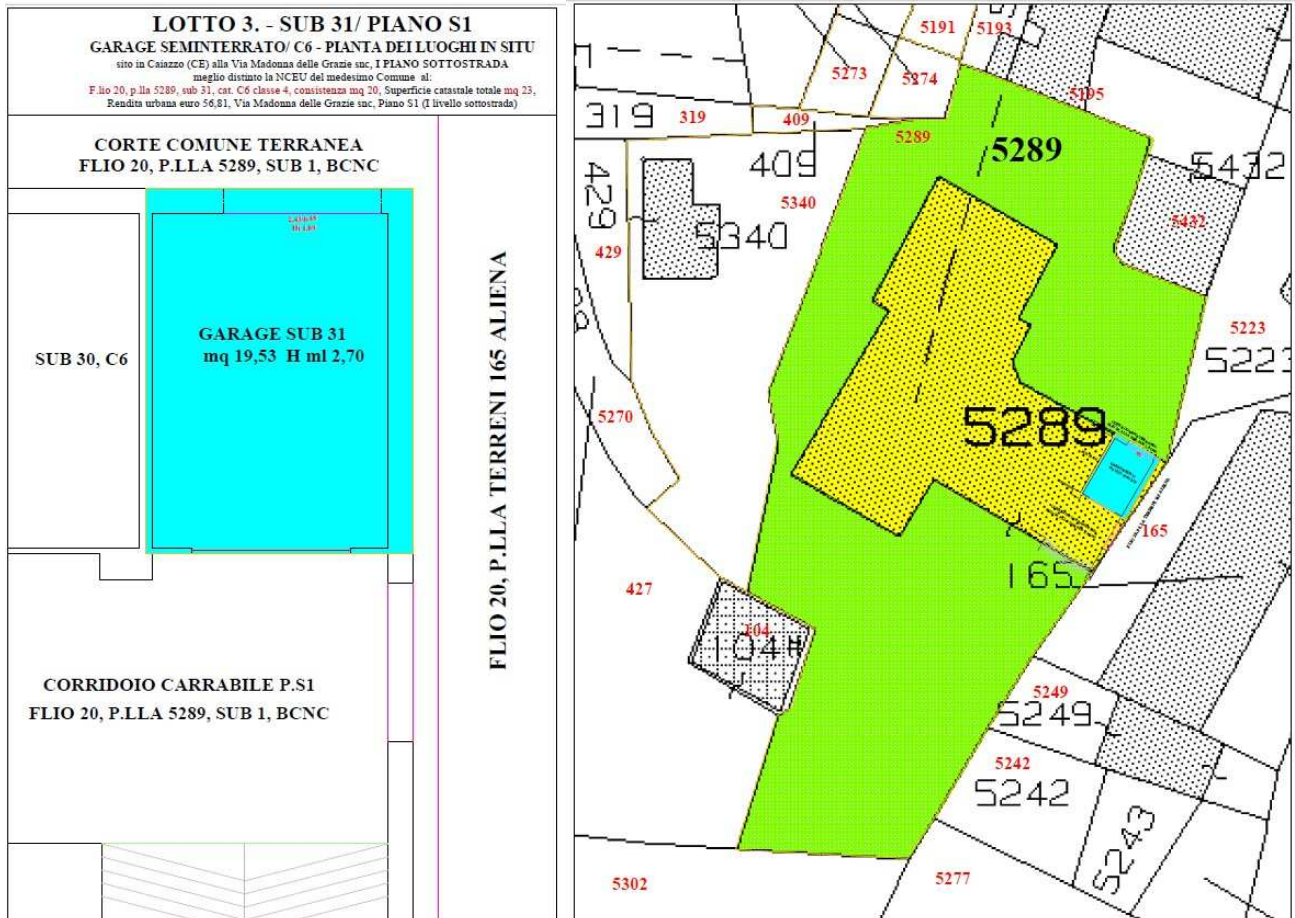 LOTTO 3. - SUB 31/ PIANO S1
GARAGE SEMINTERRATO/ C6 - PIANTA DEI LUOGHI IN SITU
sito in Caiazzo (CE) alla Via Madonna delle Grazie snc, I PIANO SOTTOSTRADA
meglio distinto la NCEU del medesimo Comune al:
F.lio 20, p.lla 5289, sub 31, cat. C6 classe 4, consistenza mq 20, Superficie catastale totale mq 23,
Rendita urbana euro 56,81, Via Madonna delle Grazie snc, Piano S1 (I livello sottostrada)
CORTE COMUNE TERRANEA
FLIO 20, P.LLA 5289, SUB 1, BCNC
GARAGE SUB 31
mq 19,53 H ml 2,70
SUB 30, C6
FLIO 20, P.LLA TERRENI 165 ALIENA
CORRIDOIO CARRABILE P.S1
FLIO 20, P.LLA 5289, SUB 1, BCNC
5191
5193
5273
5274
5195
319
319
409
5289
5289
409
5432
5432
429
5340
5340
429
5223
5223
5270
5289
165
165
427
104
104
5249
5249
5242
5242
5243
5302
5277